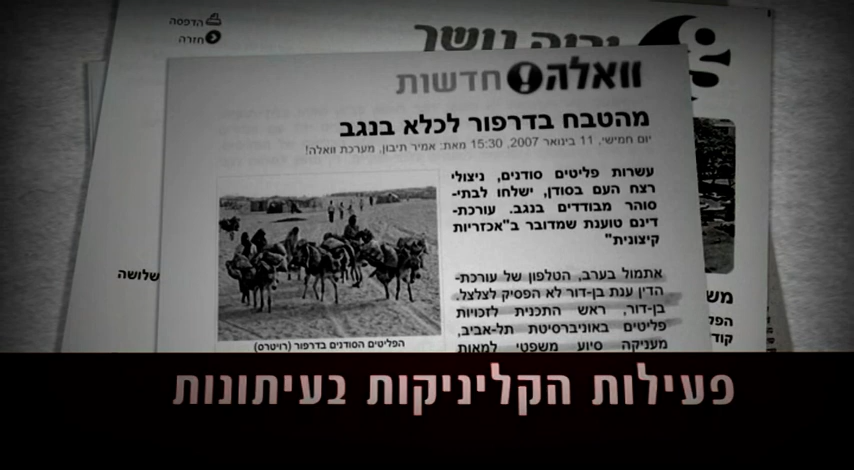 הדפסה
חזרה
וואלה! חדשות
מהטבח בדרפור לכלא בנגב
יום חמישי, 11 בינואר 2007, 15:30 מאת: אמיר תיבון, מערכת וואלה!
עשרות פליטים סודנים, ניצולי
רצח העם בסודן, ישלחו לבתי-
סוהר מבודדים בנגב. עורכת-
דינם טוענת שמדובר ב"אכזריות
קיצונית"
אתמול בערב, הטלפון של עורכת-
הדין ענת בן-דור לא הפסיק לצלצל.
בן-דור, ראש התכנית לזכויות
פליטים באוניברסיטת תל-אביב,
מעניקה סיוע משפטי למאות
הפליטים הסודנים בדרפור (רויטרס)
שלושה
פעילות הקליניקות בעיתונות